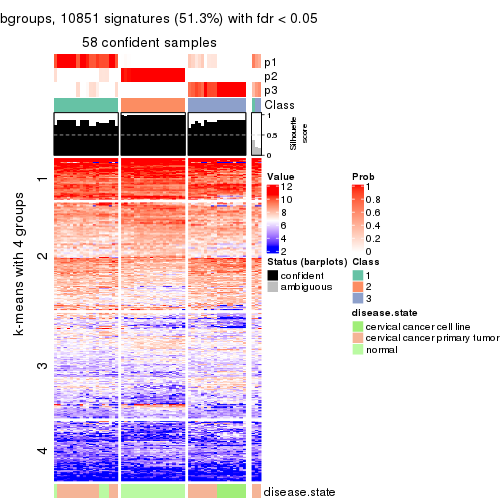 bgroups, 10851 signatures (51.3%) with fdr < 0.05
58 confident samples
p1
p2
p3
Class
1
0.5
0
Silhouette
score
k-means with 4 groups
1
2
3
4
disease.state
Value
12
10
8
6
4
2
Prob
1
0.8
0.6
0.4
0.2
0
Status (barplots)
confident
ambiguous
Class
1
2
3
disease.state
cervical cancer cell line
cervical cancer primary tumor
normal